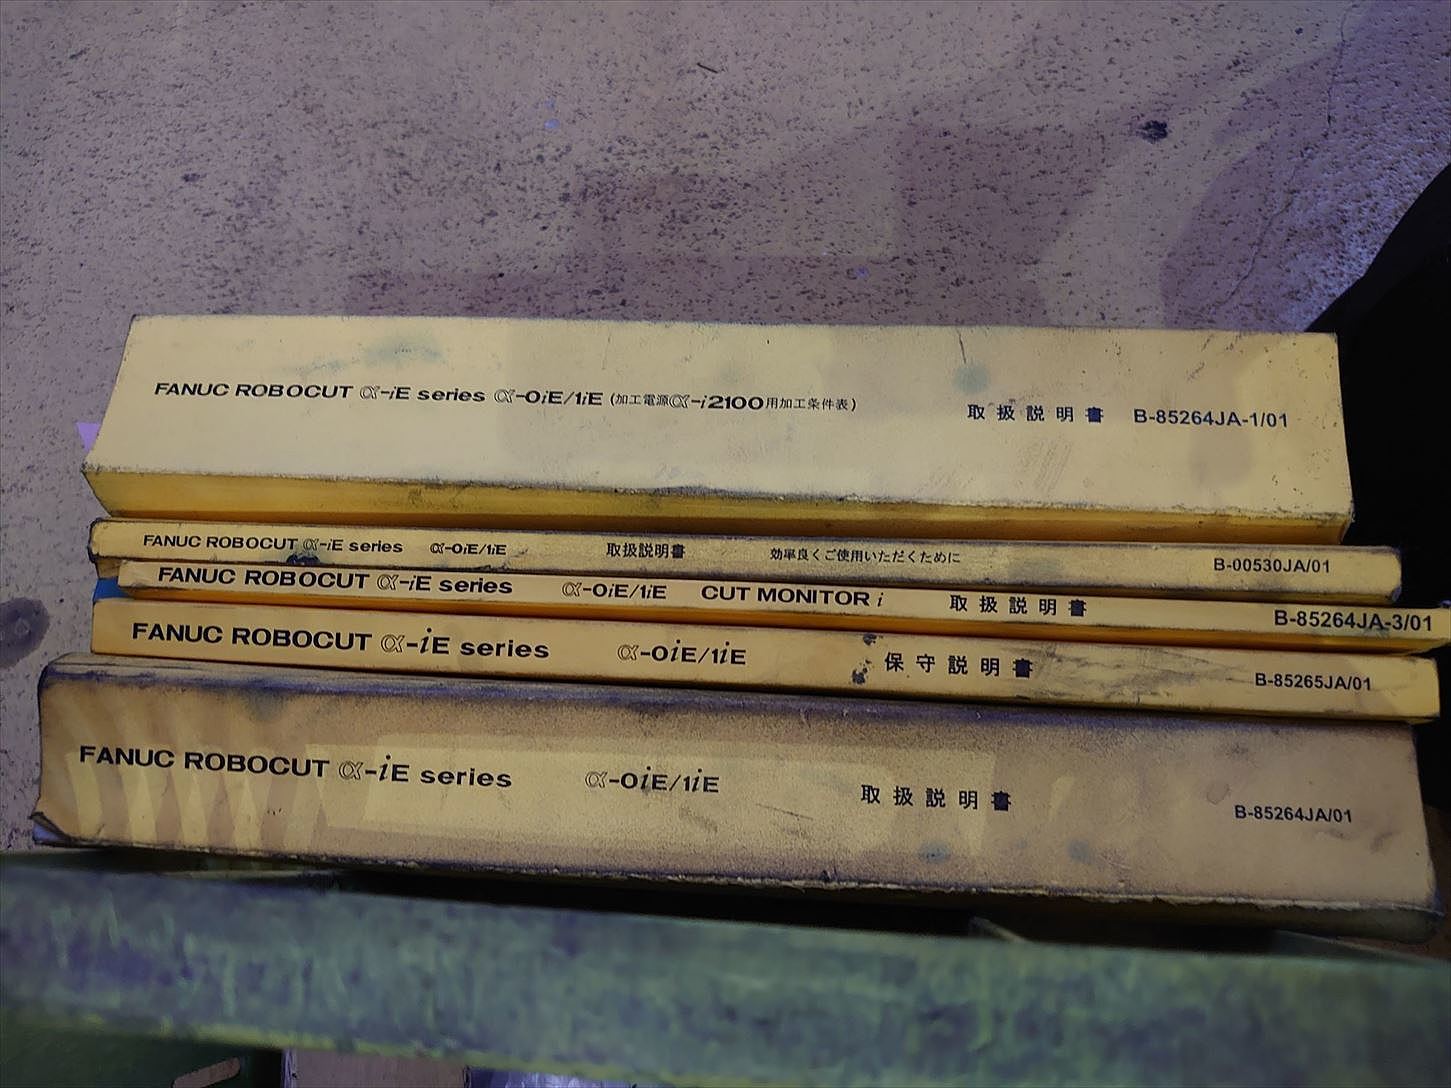 FANUC ROBOCUT α-iE series α-0iE/1iE (加工電源α-i2100用加工条件表) 取扱説明書 B-85264JA-1/01
FANUC ROBOCUT α-iE series α-0iE/1iE 取扱説明書 効率良くご使用いただくために B-00530JA/01
FANUC ROBOCUT α-iE series α-0iE/1iE CUT MONITOR i 取扱説明書 B-85264JA-3/01
FANUC ROBOCUT α-iE series α-0iE/1iE 保守説明書 B-85265JA/01
FANUC ROBOCUT α-iE series α-0iE/1iE 取扱説明書 B-85264JA/01